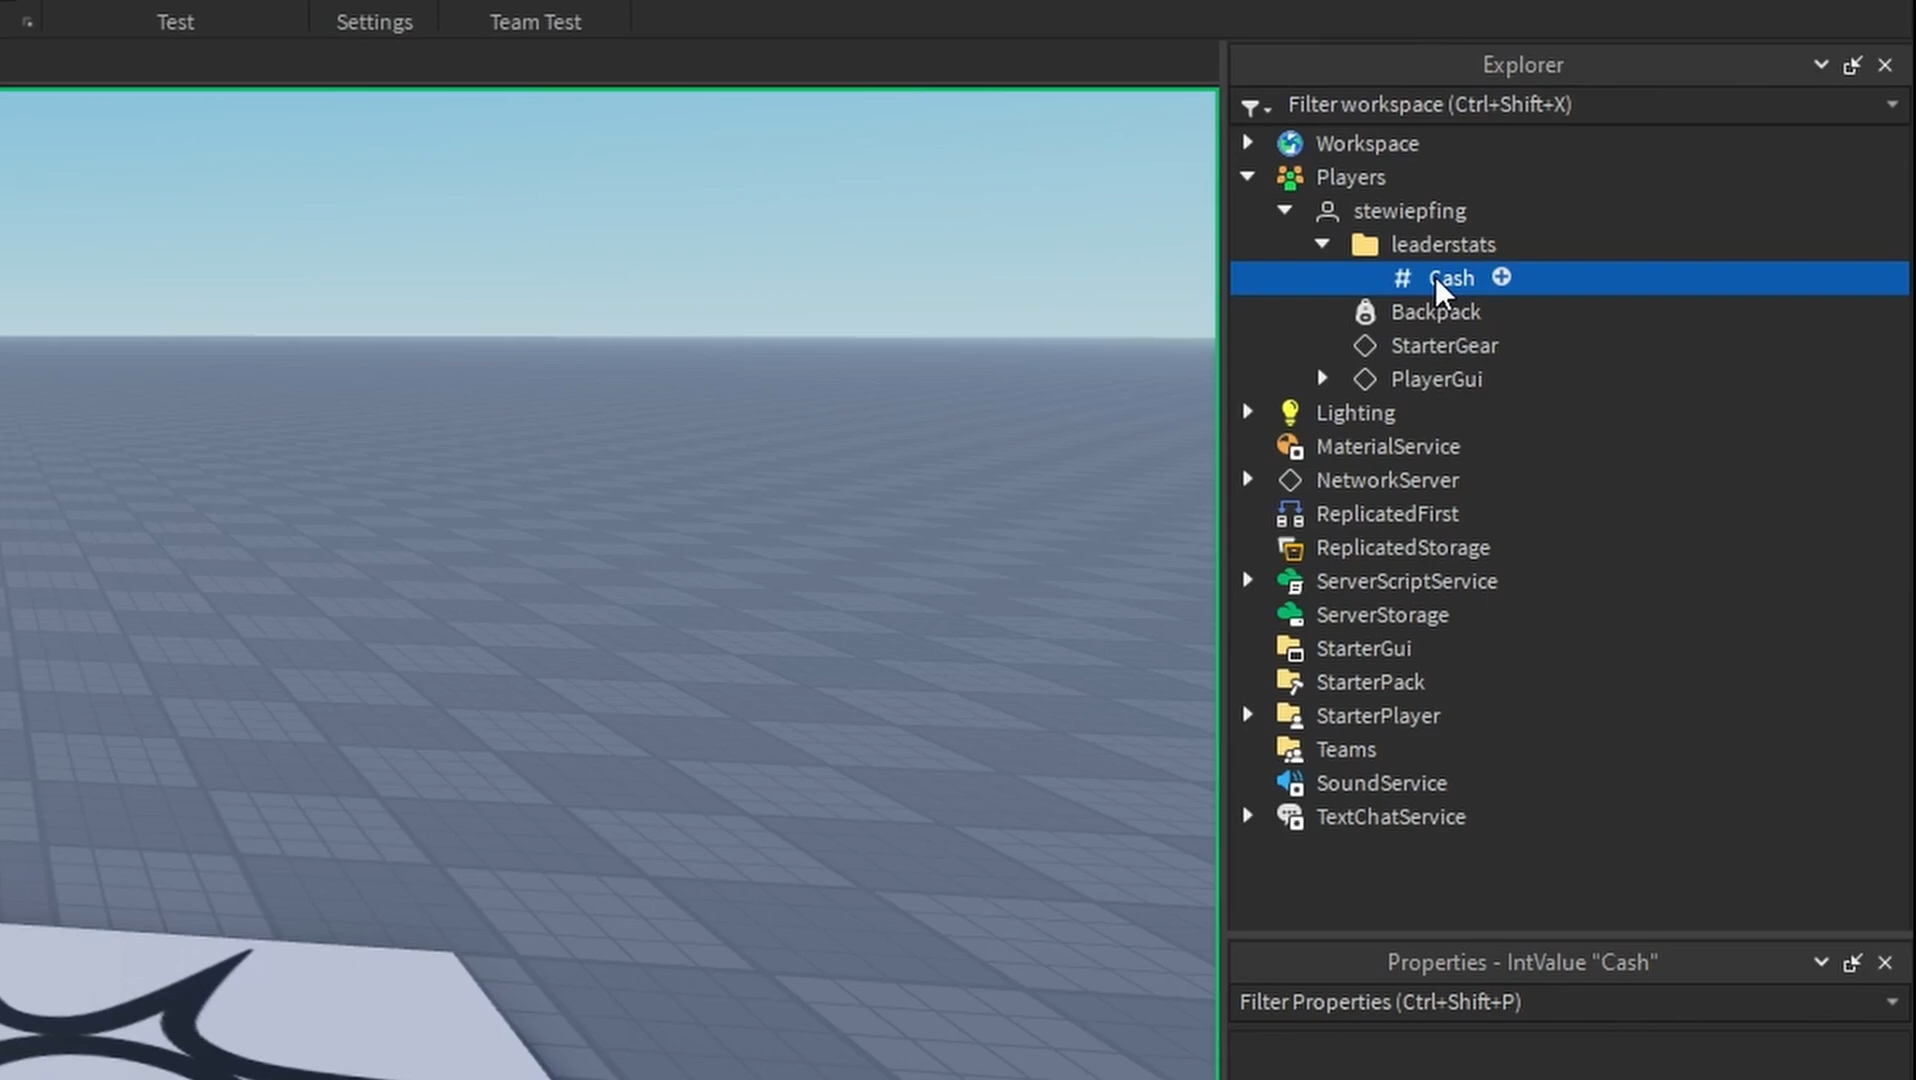 Test
Settings
Team Test
Explorer
Filter workspace (Ctrl+Shift+X)
Workspace
Players
stewiepfing
leaderstats
# Cash
Backpack
StarterGear
PlayerGui
Lighting
MaterialService
NetworkServer
ReplicatedFirst
ReplicatedStorage
ServerScriptService
ServerStorage
StarterGui
StarterPack
StarterPlayer
Teams
SoundService
TextChatService
Properties - IntValue "Cash"
Filter Properties (Ctrl+Shift+P)